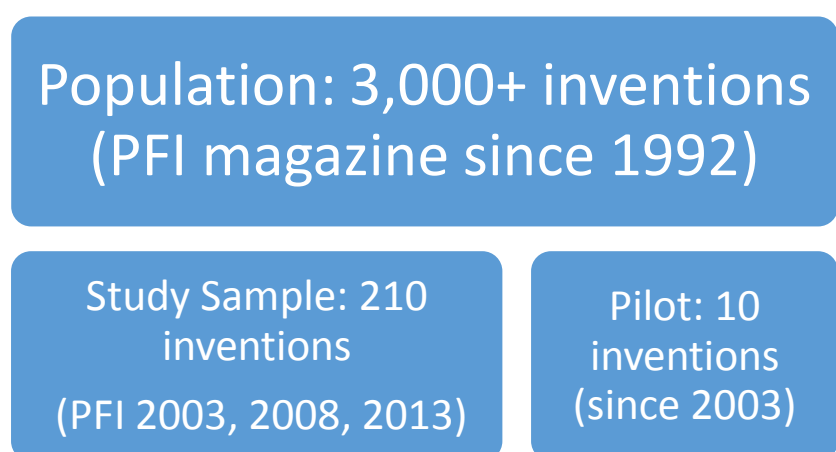 Population: 3,000+ inventions
(PFI magazine since 1992)
Study Sample: 210
inventions
(PFI 2003, 2008, 2013)
Pilot: 10
inventions
(since 2003)